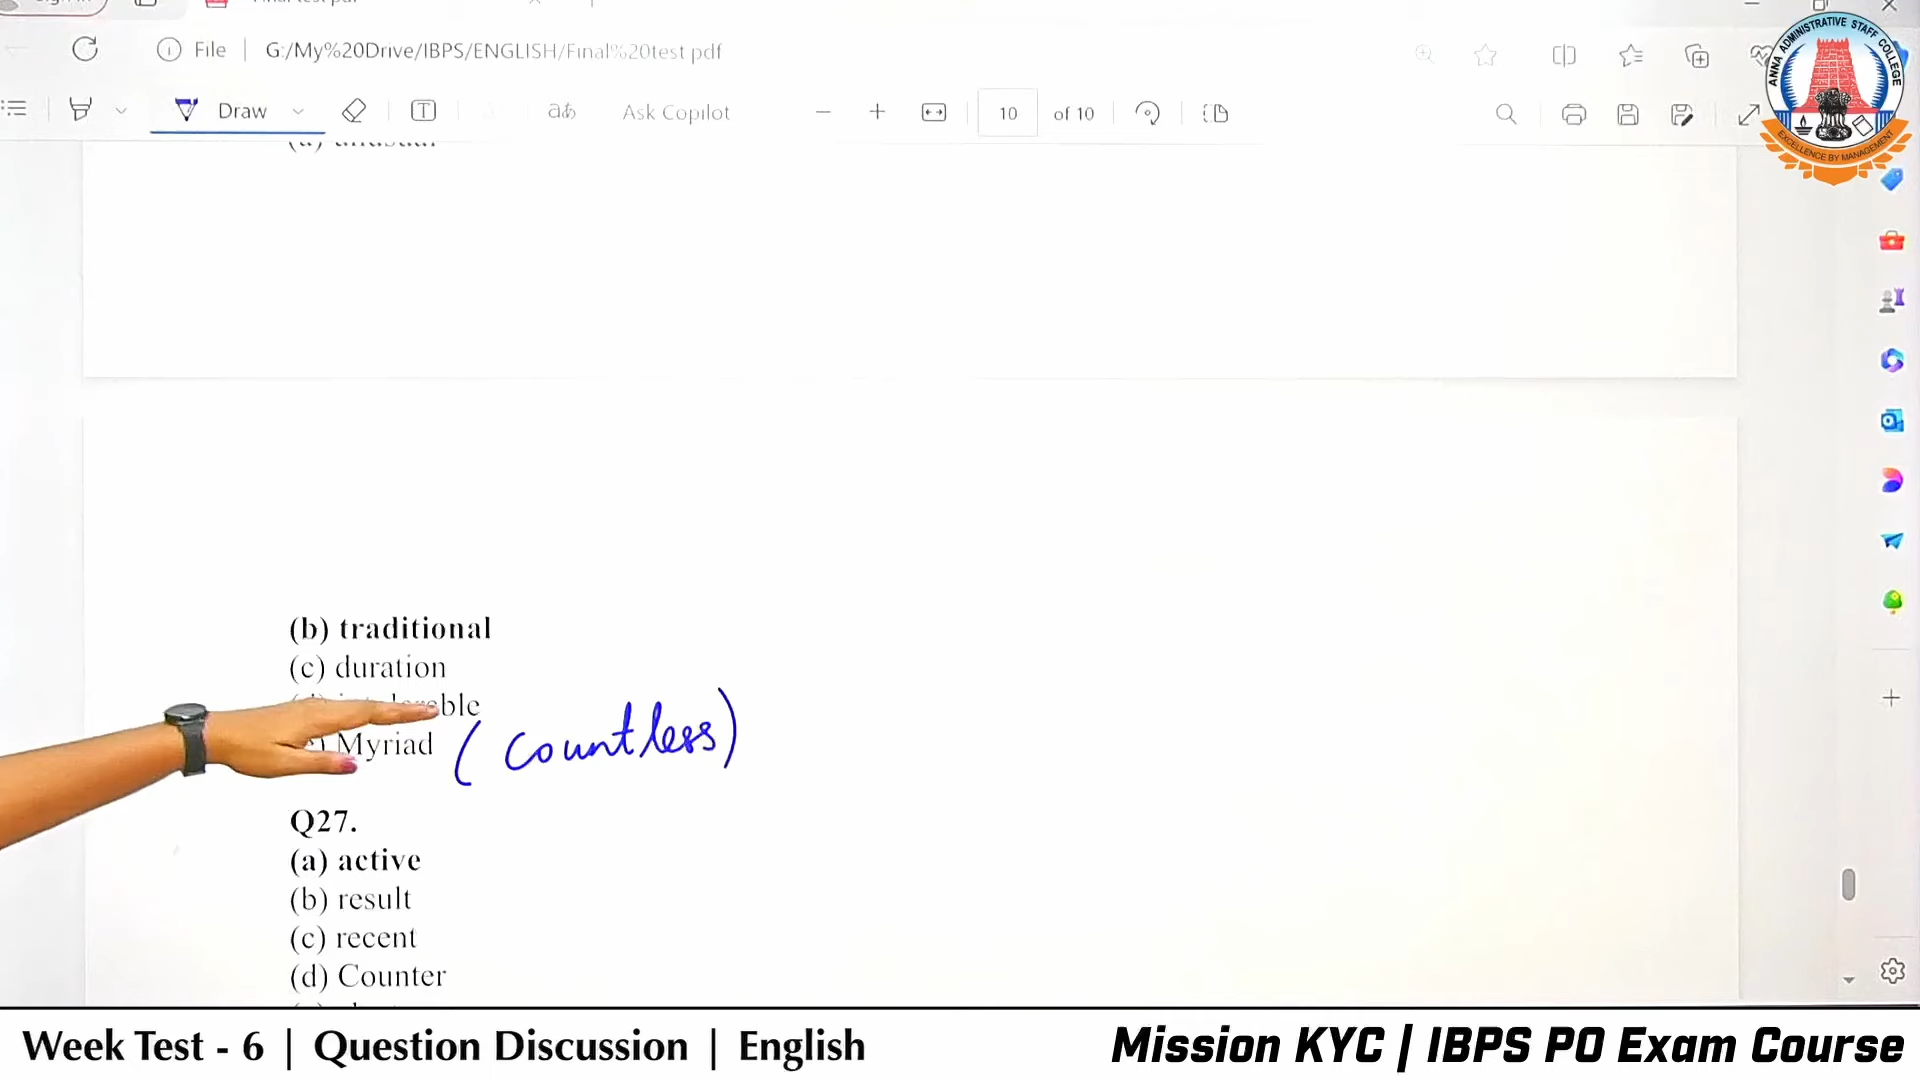 File | G:/My%20Drive/IBPS/ENGLISH/Final%20test pdf
Draw aあ Ask Copilot 10 of 10
ANNA ADMINISTRATIVE STAFF COLLEGE
EXCELLENCE BY MANAGEMENT
(b) traditional
(c) duration
Myriad (countless)
Q27.
(a) active
(b) result
(c) recent
(d) Counter
Week Test - 6 | Question Discussion | English
Mission KYC | IBPS PO Exam Course